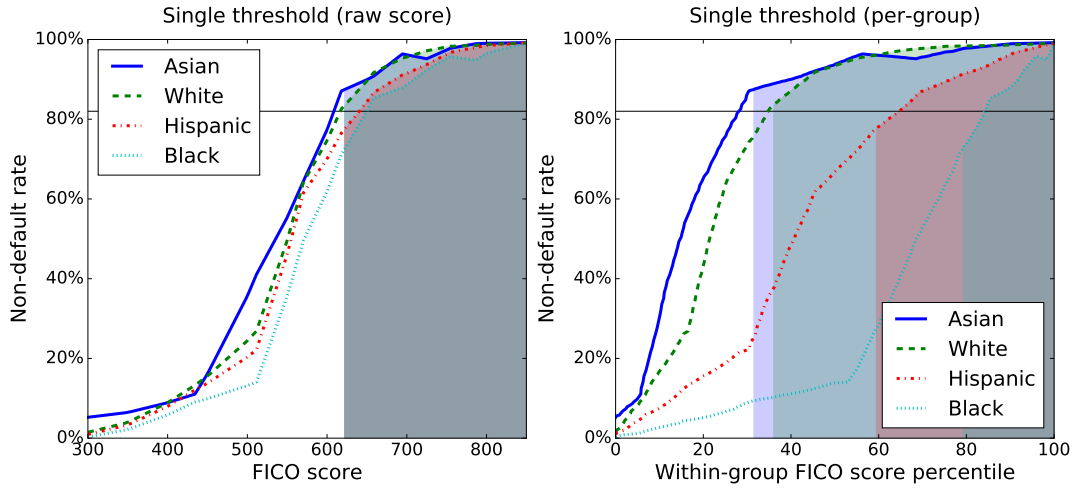 Single threshold (raw score)
100%
80%
60%
40%
20%
0%
300
400
500
600
700
800
Non-default rate
FICO score
Asian
White
Hispanic
Black
Single threshold (per-group)
100%
80%
60%
40%
20%
0%
0
20
40
60
80
100
Non-default rate
Within-group FICO score percentile
Asian
White
Hispanic
Black